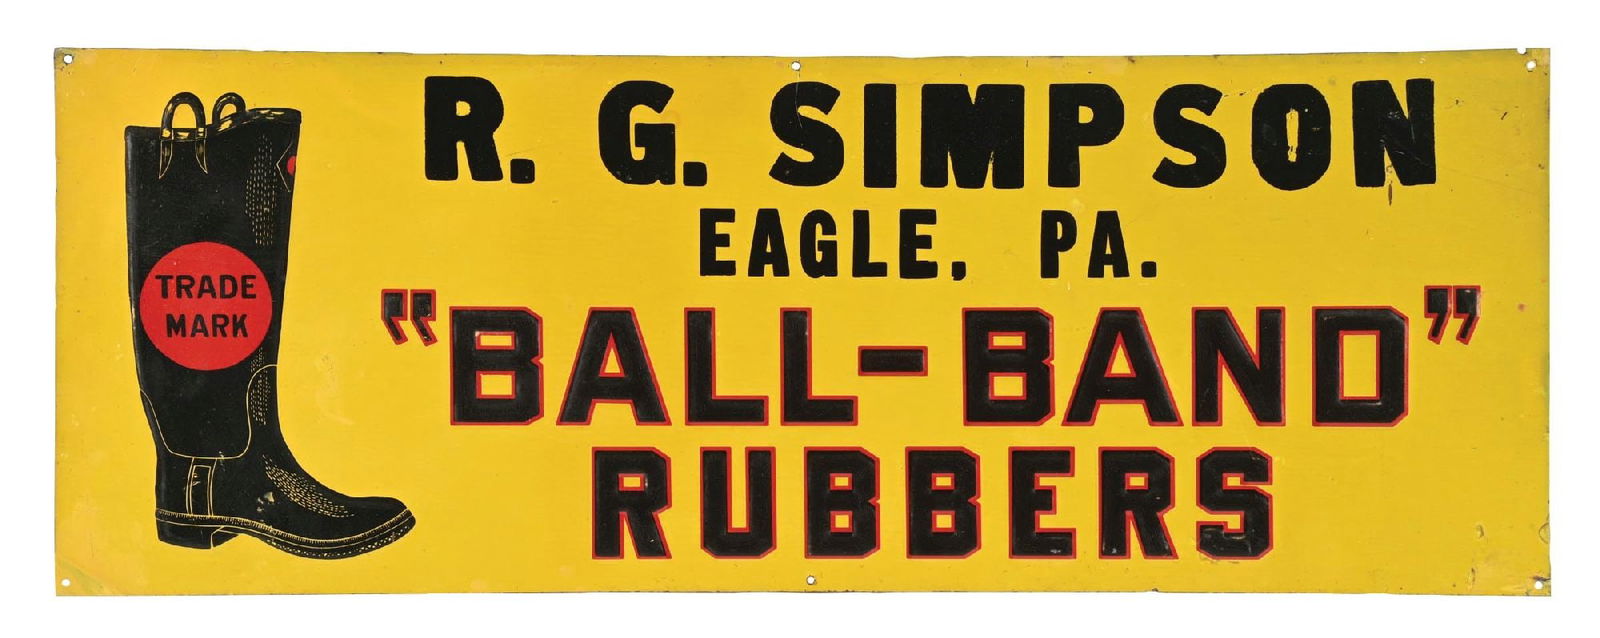 R. G. SIMPSON
EAGLE, PA.
"BALL-BAND"
RUBBERS
TRADE
MARK